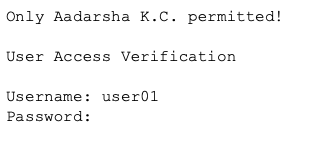 Only Aadarsha K.C. permitted!
User Access Verification
Username: user01
Password: